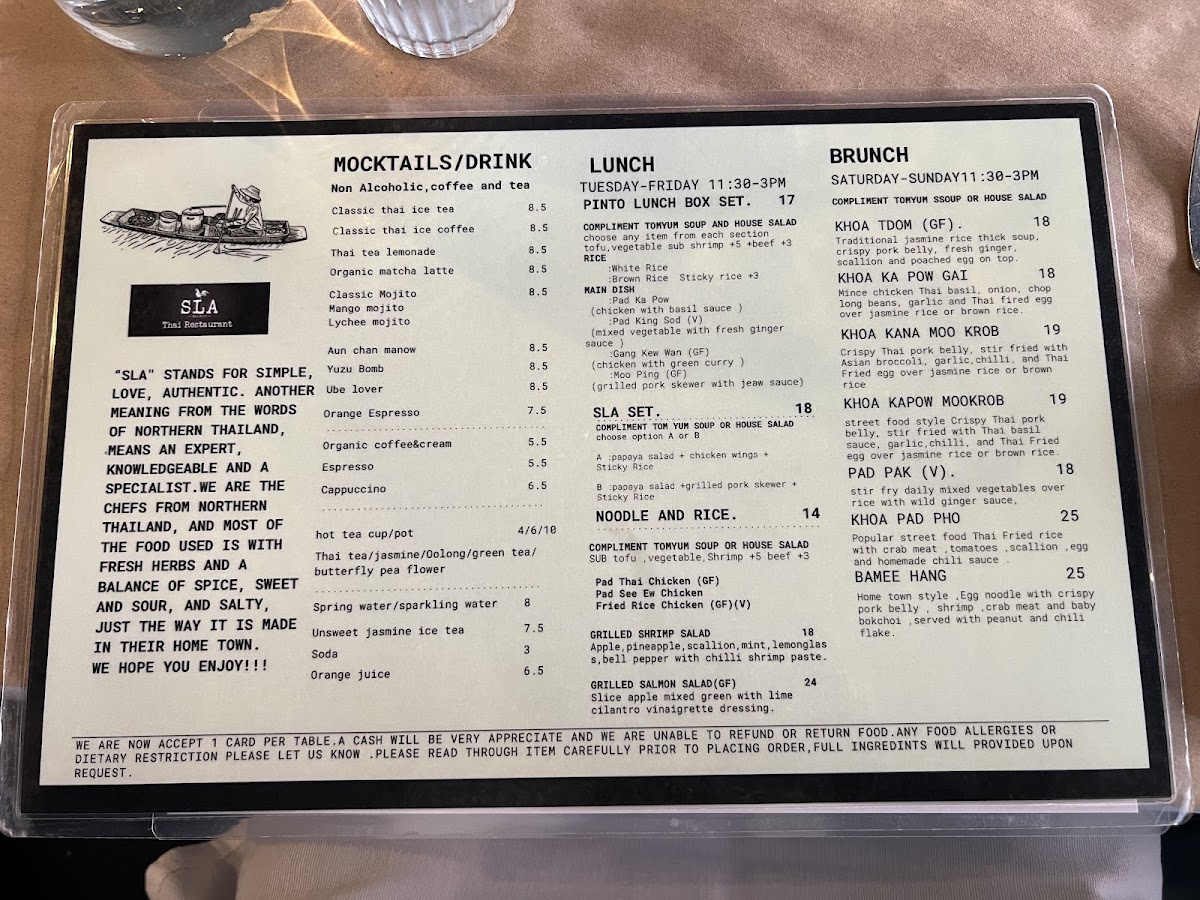 SLA
Thai Restaurant
"SLA" STANDS FOR SIMPLE,
LOVE, AUTHENTIC. ANOTHER
MEANING FROM THE WORDS
OF NORTHERN THAILAND,
MEANS AN EXPERT,
KNOWLEDGEABLE AND A
SPECIALIST.WE ARE THE
CHEFS FROM NORTHERN
THAILAND, AND MOST OF
THE FOOD USED IS WITH
FRESH HERBS AND A
BALANCE OF SPICE, SWEET
AND SOUR, AND SALTY,
JUST THE WAY IT IS MADE
IN THEIR HOME TOWN.
WE HOPE YOU ENJOY!!!
MOCKTAILS/DRINK
Non Alcoholic,coffee and tea
Classic thai ice tea 8.5
Classic thai ice coffee 8.5
Thai tea lemonade 8.5
Organic matcha latte 8.5
Classic Mojito 8.5
Mango mojito
Lychee mojito
Aun chan manow 8.5
Yuzu Bomb 8.5
Ube lover 8.5
Orange Espresso 7.5
Organic coffee&cream 5.5
Espresso 5.5
Cappuccino 6.5
hot tea cup/pot 4/6/10
Thai tea/jasmine/Oolong/green tea/
butterfly pea flower
Spring water/sparkling water 8
Unsweet jasmine ice tea 7.5
Soda 3
Orange juice 6.5
LUNCH
TUESDAY-FRIDAY 11:30-3PM
PINTO LUNCH BOX SET. 17
COMPLIMENT TOMYUM SOUP AND HOUSE SALAD
choose any item from each section
tofu,vegetable sub shrimp +5 +beef +3
RICE
:White Rice
:Brown Rice Sticky rice +3
MAIN DISH
:Pad Ka Pow
(chicken with basil sauce )
:Pad King Sod (V)
(mixed vegetable with fresh ginger
sauce )
:Gang Kew Wan (GF)
(chicken with green curry )
:Moo Ping (GF)
(grilled pork skewer with jeaw sauce)
SLA SET. 18
COMPLIMENT TOM YUM SOUP OR HOUSE SALAD
choose option A or B
A :papaya salad + chicken wings +
Sticky Rice
B :papaya salad +grilled pork skewer +
Sticky Rice
NOODLE AND RICE. 14
COMPLIMENT TOMYUM SOUP OR HOUSE SALAD
SUB tofu ,vegetable,Shrimp +5 beef +3
Pad Thai Chicken (GF)
Pad See Ew Chicken
Fried Rice Chicken (GF)(V)
GRILLED SHRIMP SALAD 18
Apple,pineapple,scallion,mint,lemonglas
s,bell pepper with chilli shrimp paste.
GRILLED SALMON SALAD(GF) 24
Slice apple mixed green with lime
cilantro vinaigrette dressing.
BRUNCH
SATURDAY-SUNDAY11:30-3PM
COMPLIMENT TOMYUM SSOUP OR HOUSE SALAD
KHOA TDOM (GF). 18
Traditional jasmine rice thick soup,
crispy pork belly, fresh ginger,
scallion and poached egg on top.
KHOA KA POW GAI 18
Mince chicken Thai basil, onion, chop
long beans, garlic and Thai fired egg
over jasmine rice or brown rice.
KHOA KANA MOO KROB 19
Crispy Thai pork belly, stir fried with
Asian broccoli, garlic,chilli, and Thai
Fried egg over jasmine rice or brown
rice
KHOA KAPOW MOOKROB 19
street food style Crispy Thai pork
belly, stir fried with Thai basil
sauce, garlic,chilli, and Thai Fried
egg over jasmine rice or brown rice.
PAD PAK (V). 18
stir fry daily mixed vegetables over
rice with wild ginger sauce,
KHOA PAD PHO 25
Popular street food Thai Fried rice
with crab meat ,tomatoes ,scallion ,egg
and homemade chili sauce .
BAMEE HANG 25
Home town style ,Egg noodle with crispy
pork belly , shrimp ,crab meat and baby
bokchoi ,served with peanut and chili
flake.
WE ARE NOW ACCEPT 1 CARD PER TABLE.A CASH WILL BE VERY APPRECIATE AND WE ARE UNABLE TO REFUND OR RETURN FOOD.ANY FOOD ALLERGIES OR
DIETARY RESTRICTION PLEASE LET US KNOW .PLEASE READ THROUGH ITEM CAREFULLY PRIOR TO PLACING ORDER,FULL INGREDINTS WILL PROVIDED UPON
REQUEST.